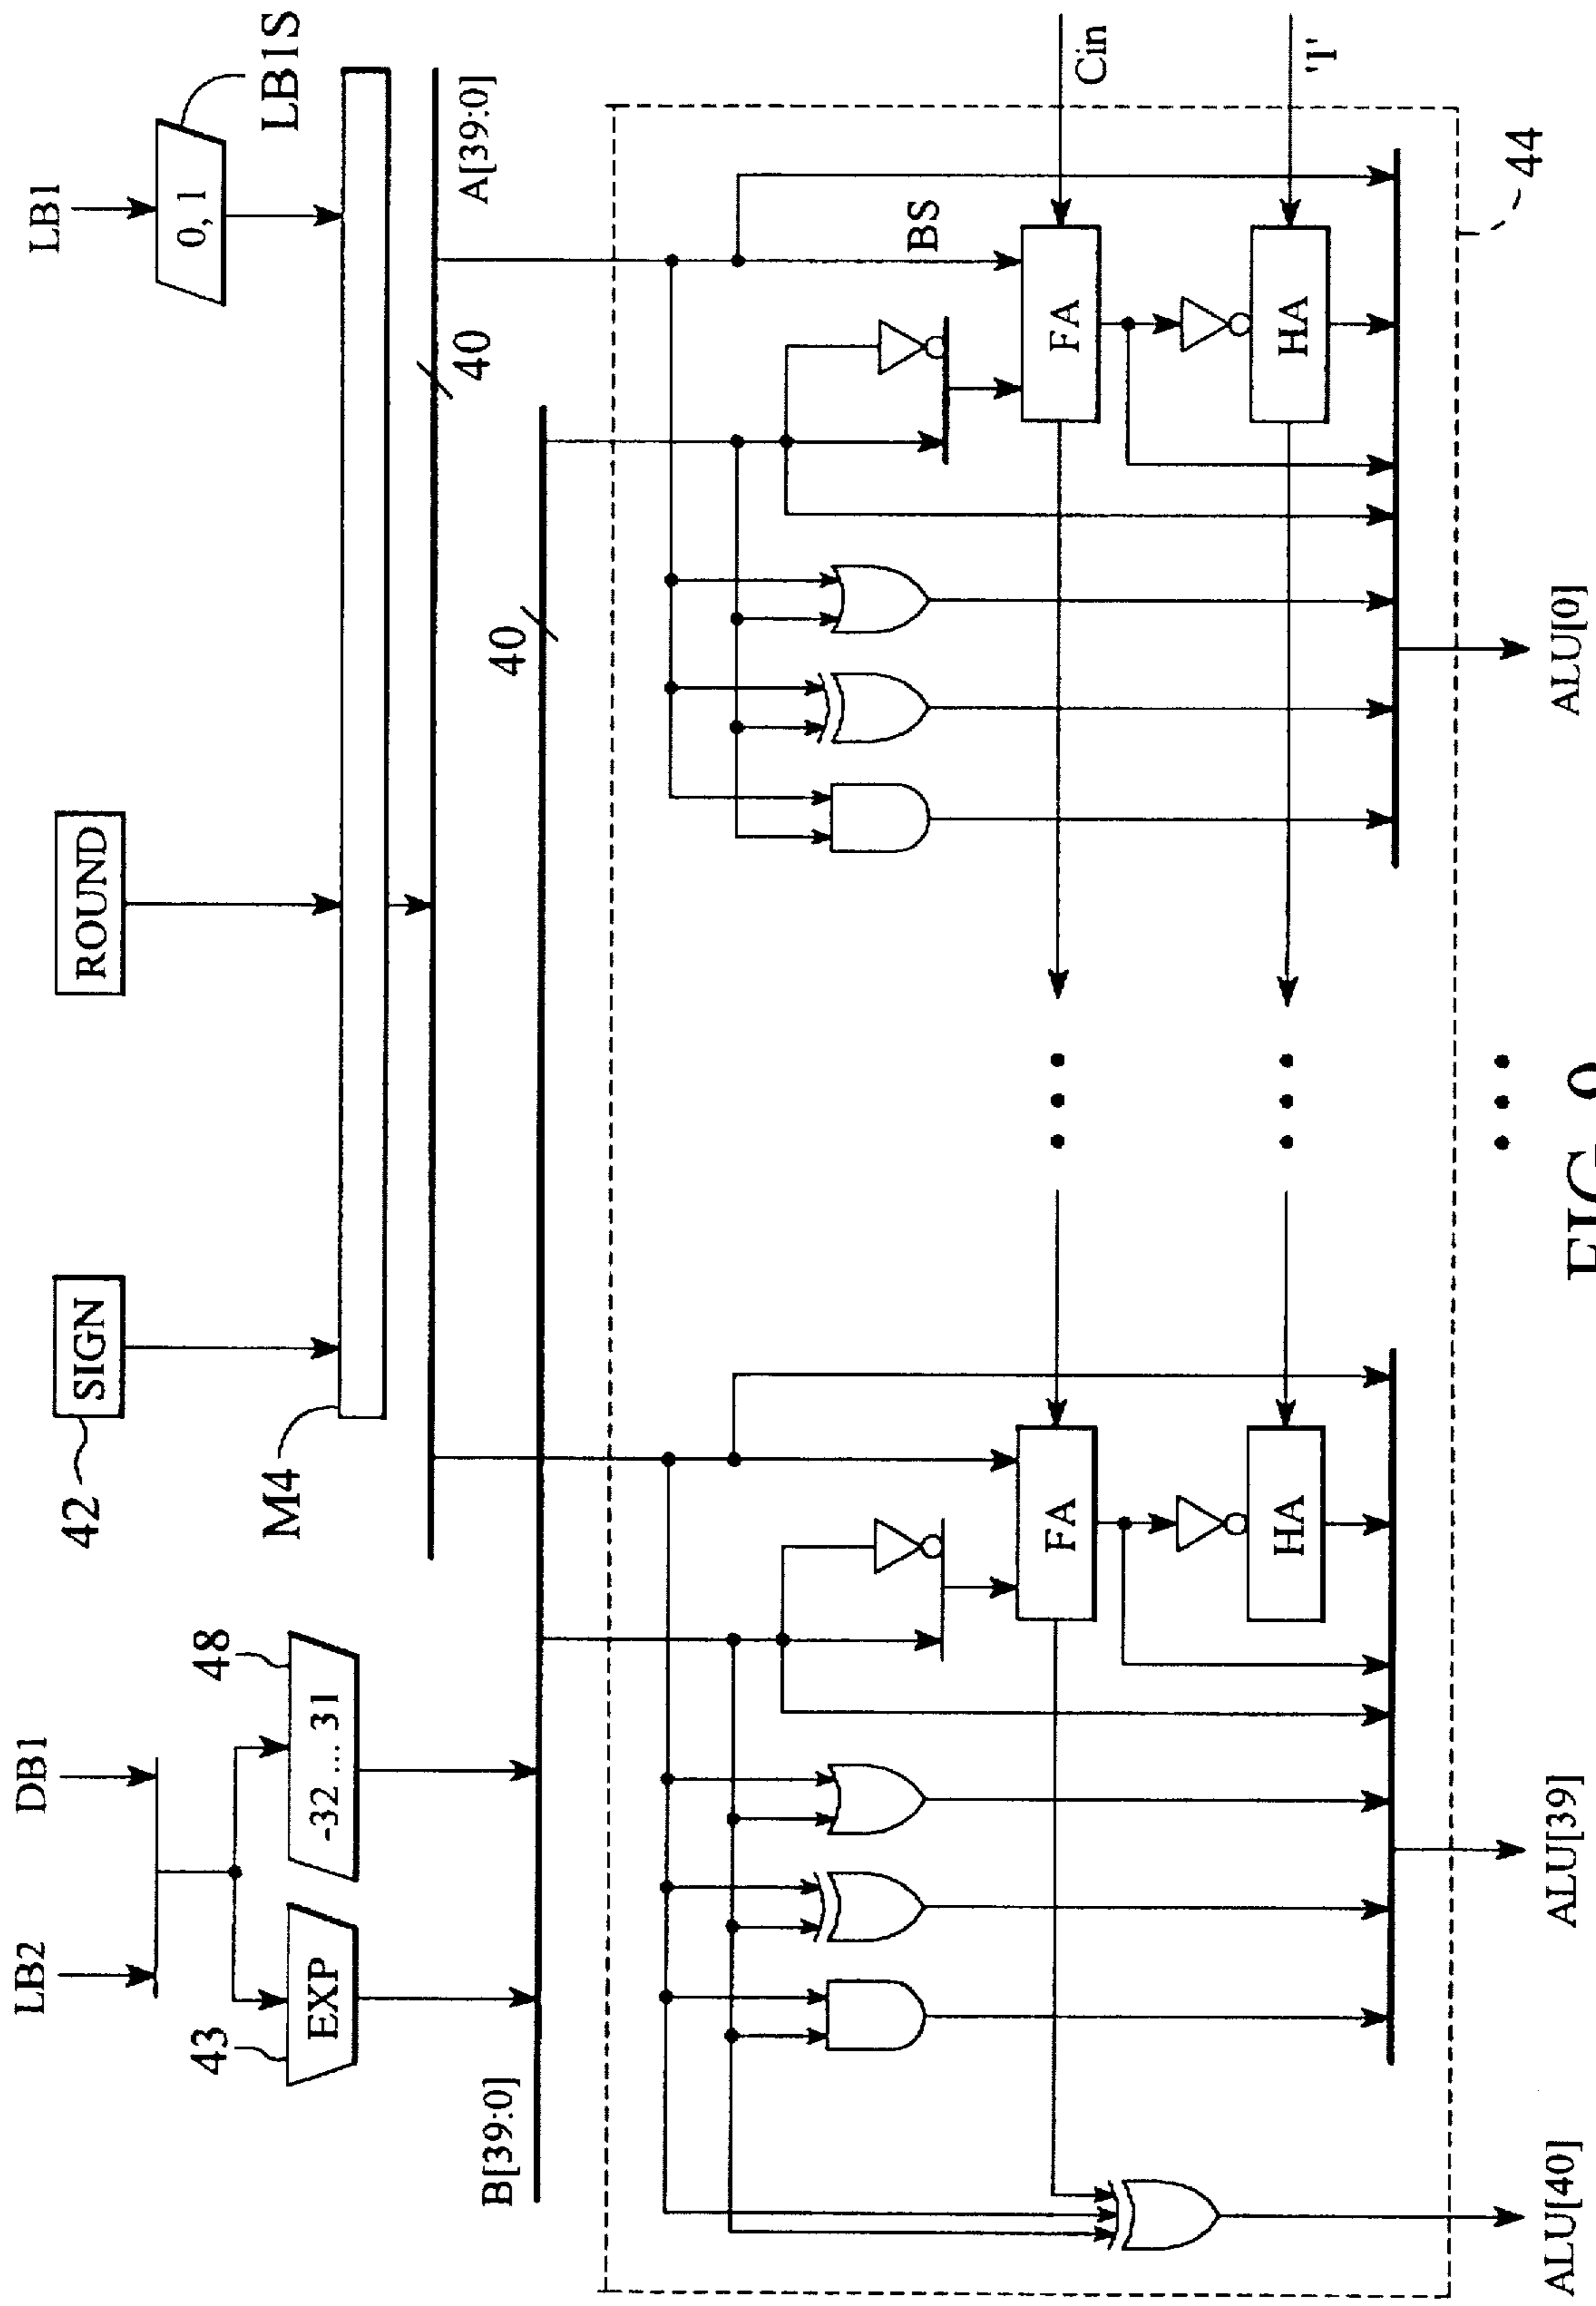 LB2
DB1
LB1
43
EXP
48
-32 ... 31
42
SIGN
ROUND
0, 1
LB1S
M4
B[39:0]
40
40
A[39:0]
BS
FA
FA
Cin
HA
HA
'1'
44
ALU[40]
ALU[39]
ALU[0]
FIG.